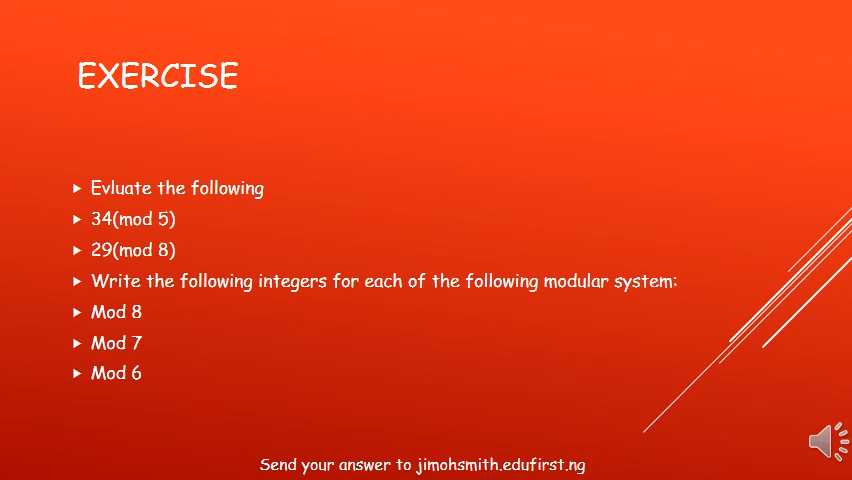 EXERCISE
Evluate the following
34(mod 5)
29(mod 8)
Write the following integers for each of the following modular system:
Mod 8
Mod 7
Mod 6
Send your answer to jimohsmith.edufirst.ng